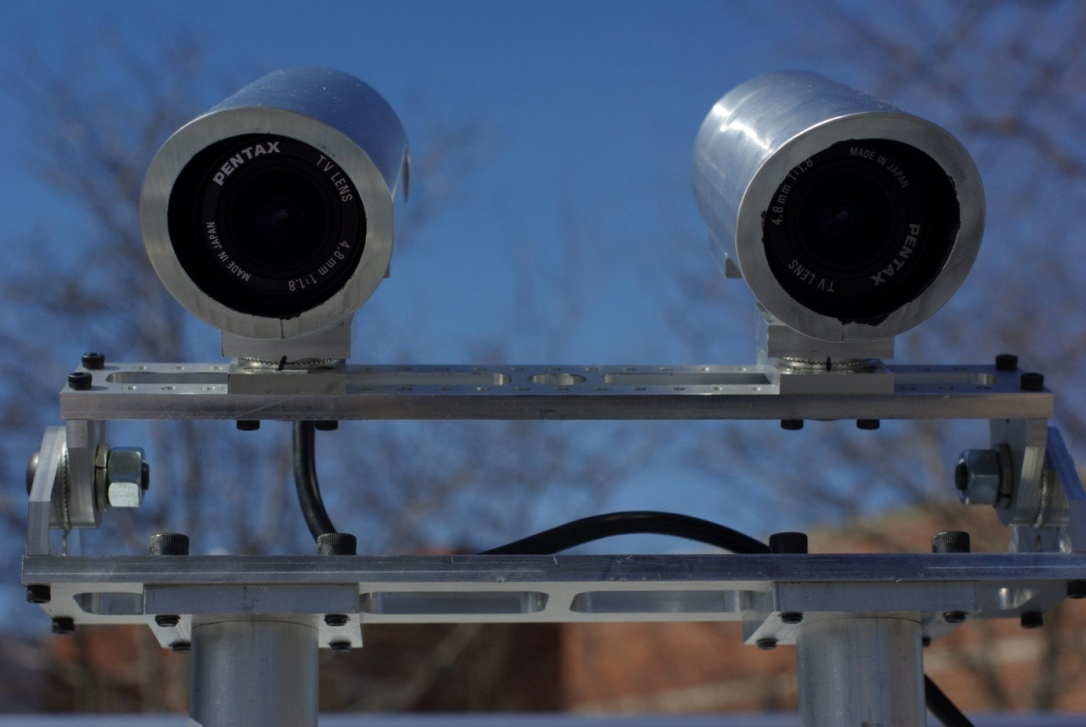 PENTAX
TV LENS
4.8mm 1:1.8
MADE IN JAPAN
4.8mm 1:1.8
MADE IN JAPAN
PENTAX
TV LENS